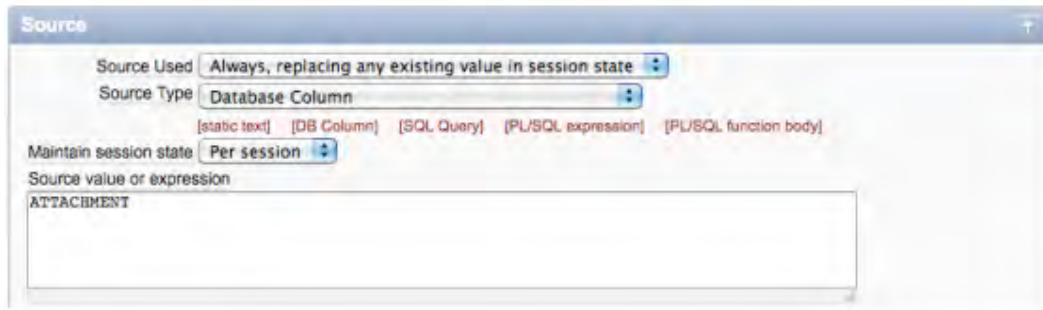 Source
Source Used Always, replacing any existing value in session state
Source Type Database Column
[static text] [DB Column] [SQL Query] [PL/SQL expression] [PL/SQL function body]
Maintain session state Per session
Source value or expression
ATTACHMENT